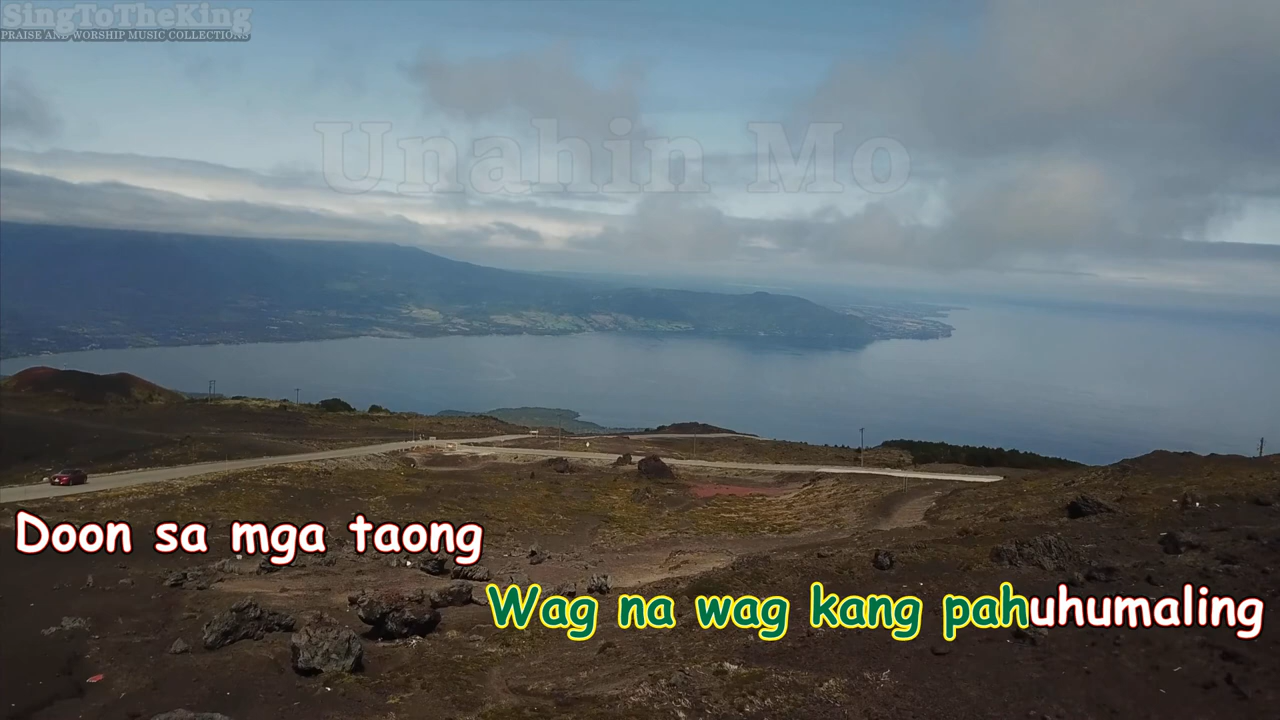 SingToTheKing
PRAISE AND WORSHIP MUSIC COLLECTIONS
Unahin Mo
Doon sa mga taong
Wag na wag kang pahuhumaling